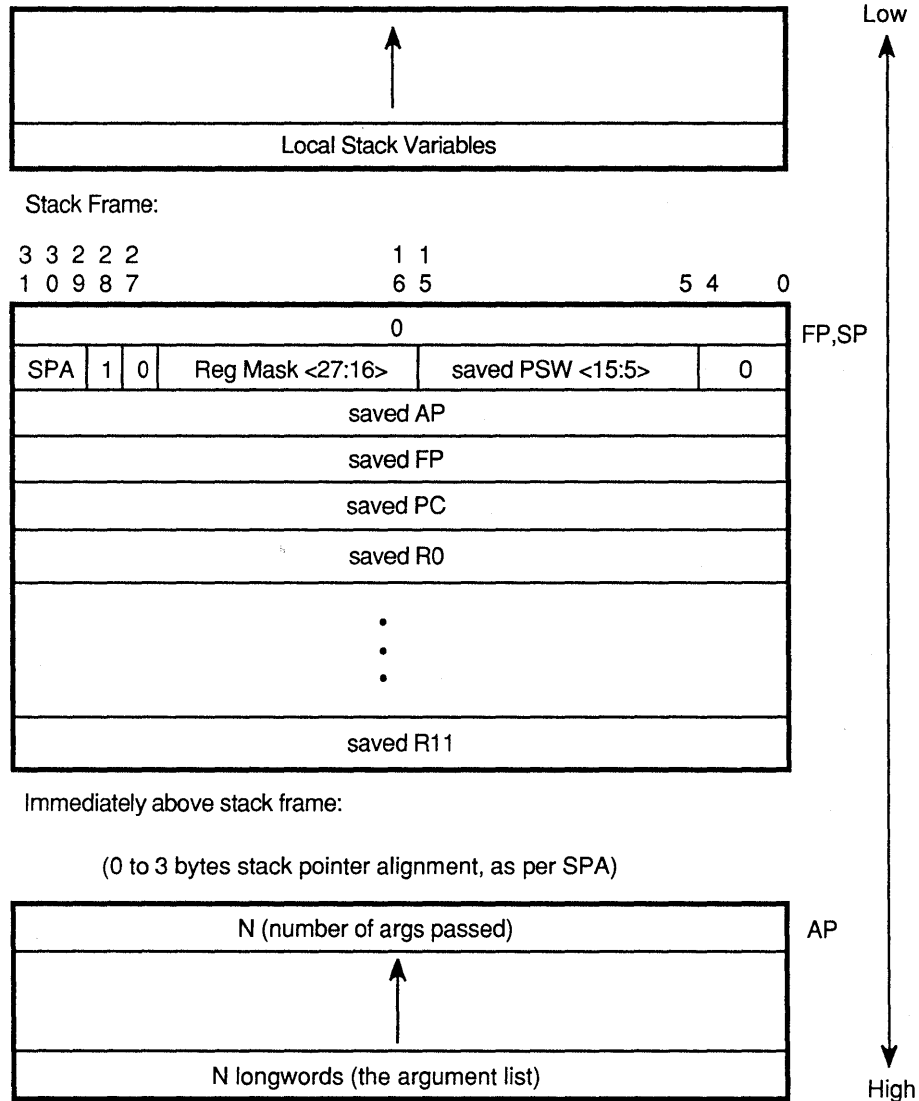 Low
Local Stack Variables
Stack Frame:
3 3 2 2 2 1 1
1 0 9 8 7 6 5 5 4 0
0
FP,SP
SPA 1 0 Reg Mask <27:16> saved PSW <15:5> 0
saved AP
saved FP
saved PC
saved R0
saved R11
Immediately above stack frame:
(0 to 3 bytes stack pointer alignment, as per SPA)
N (number of args passed)
AP
N longwords (the argument list)
High